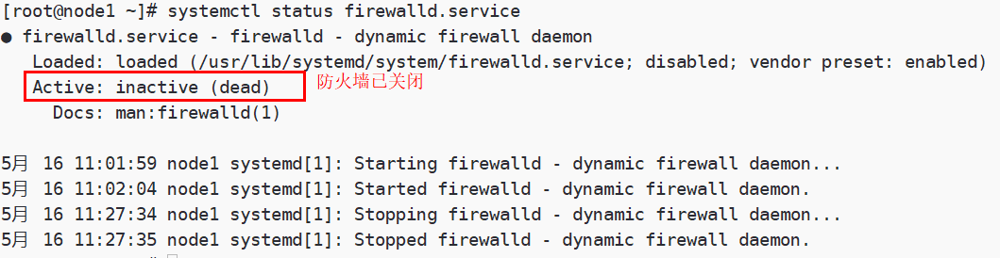 [root@node1 ~]# systemctl status firewalld.service
● firewalld.service - firewalld - dynamic firewall daemon
Loaded: loaded (/usr/lib/systemd/system/firewalld.service; disabled; vendor preset: enabled)
Active: inactive (dead) 防火墙已关闭
Docs: man:firewalld(1)
5月 16 11:01:59 node1 systemd[1]: Starting firewalld - dynamic firewall daemon...
5月 16 11:02:04 node1 systemd[1]: Started firewalld - dynamic firewall daemon.
5月 16 11:27:34 node1 systemd[1]: Stopping firewalld - dynamic firewall daemon...
5月 16 11:27:35 node1 systemd[1]: Stopped firewalld - dynamic firewall daemon.